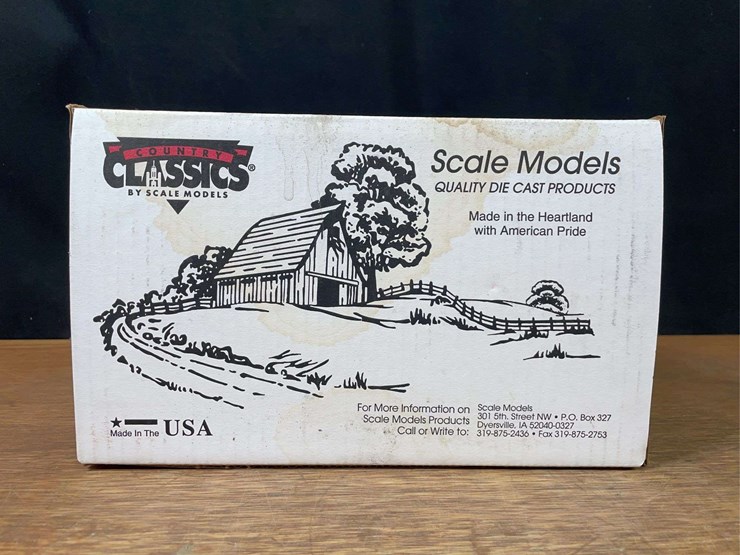 COUNTRY
CLASSICS®
BY SCALE MODELS
Scale Models
QUALITY DIE CAST PRODUCTS
Made in the Heartland
with American Pride
Made In The USA
For More Information on
Scale Models Products
Call or Write to:
Scale Models
301 5th. Street NW • P.O. Box 327
Dyersville, IA 52040-0327
319-875-2436 • Fax 319-875-2753